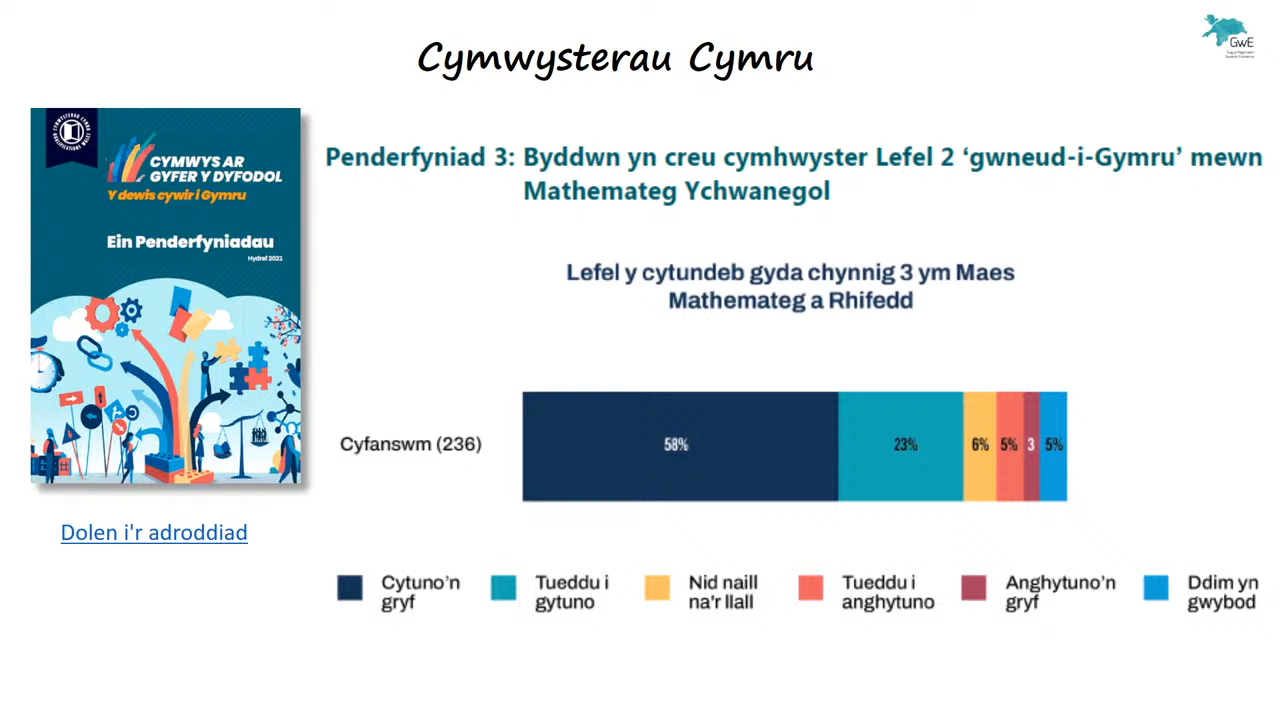 Cymwysterau Cymru
GwE
CYMWYS AR
GYFER Y DYFODOL
Y dewis cywir i Gymru
Ein Penderfyniadau
Hydref 2021
Dolen i'r adroddiad
Penderfyniad 3: Byddwn yn creu cymhwyster Lefel 2 ‘gwneud-i-Gymru’ mewn
Mathemateg Ychwanegol
Lefel y cytundeb gyda chynnig 3 ym Maes
Mathemateg a Rhifedd
Cyfanswm (236)
58% 23% 6% 5% 3 5%
Cytuno’n gryf
Tueddu i gytuno
Nid naill na'r llall
Tueddu i anghytuno
Anghytuno’n gryf
Ddim yn gwybod